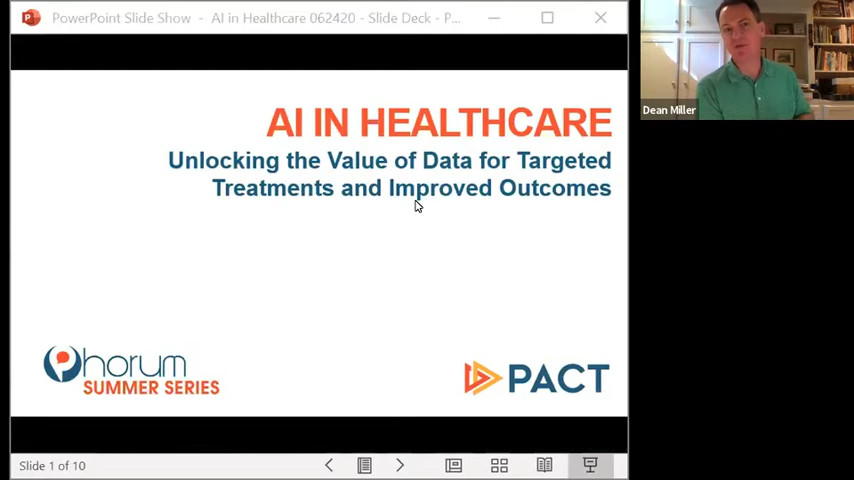 PowerPoint Slide Show - AI in Healthcare 062420 - Slide Deck - P...
Dean Miller
AI IN HEALTHCARE
Unlocking the Value of Data for Targeted
Treatments and Improved Outcomes
Phorum
SUMMER SERIES
PACT
Slide 1 of 10